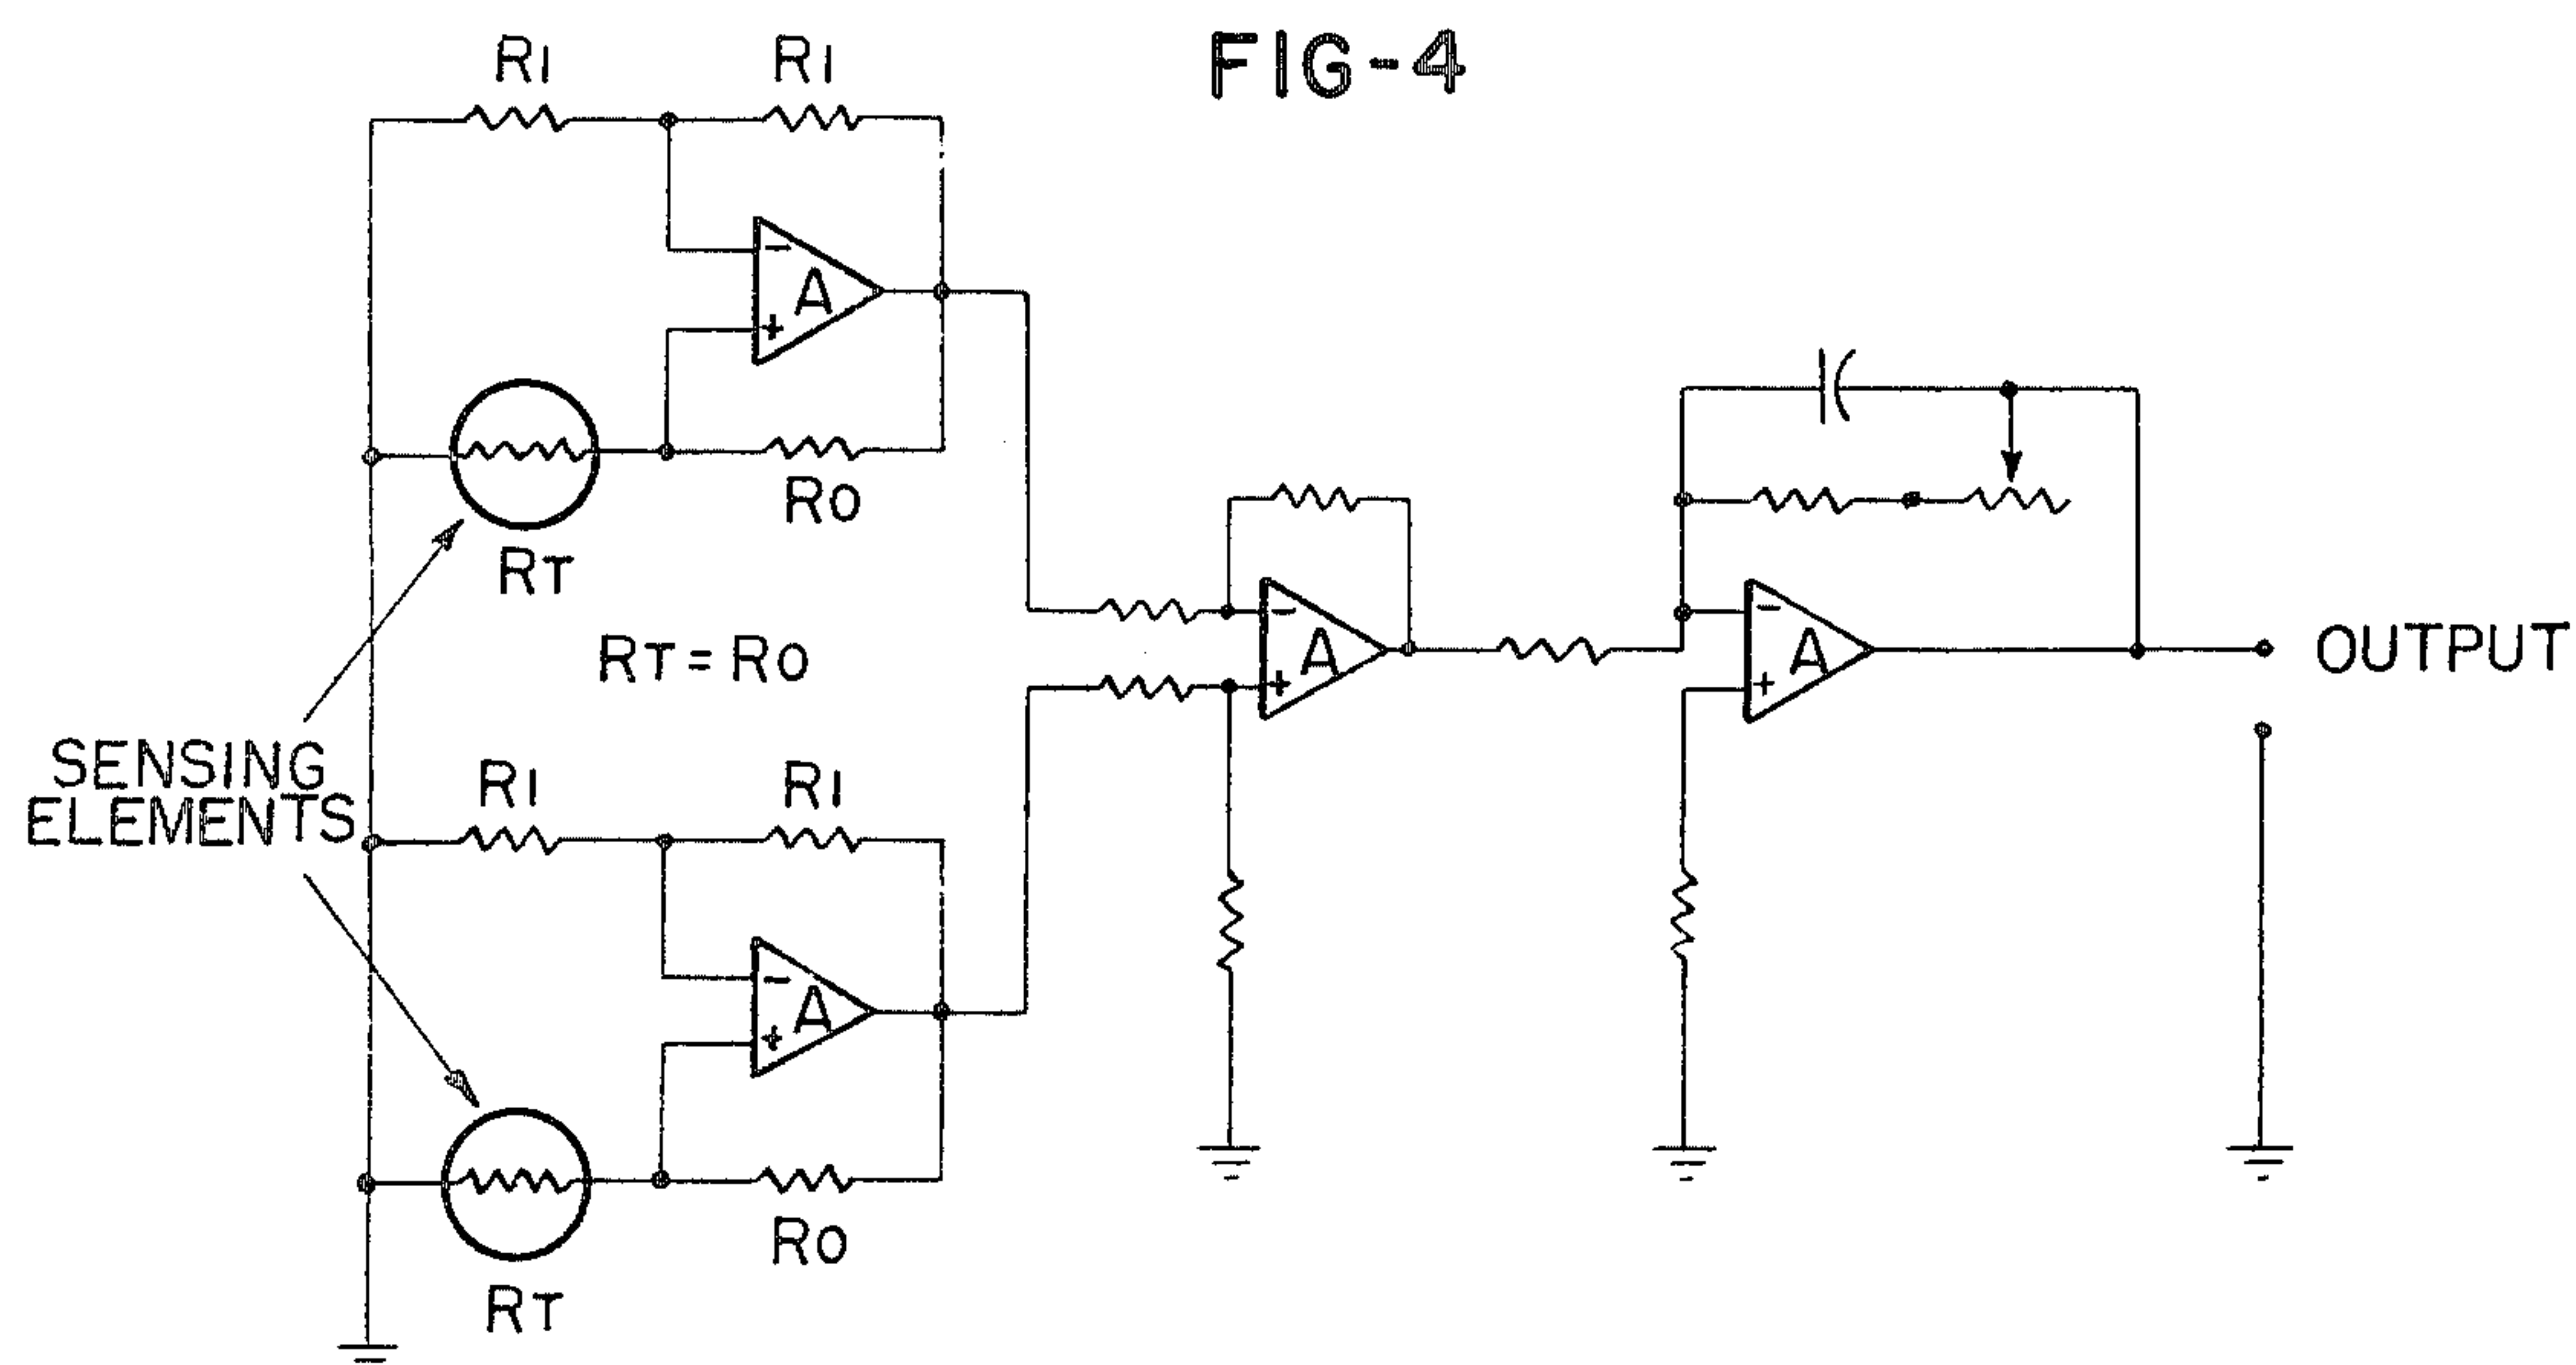 FIG-4
R1 R1
-
A
+
RO
RT
RT = RO
-
A
+
-
A
+
OUTPUT
SENSING
ELEMENTS
R1 R1
-
A
+
RO
RT